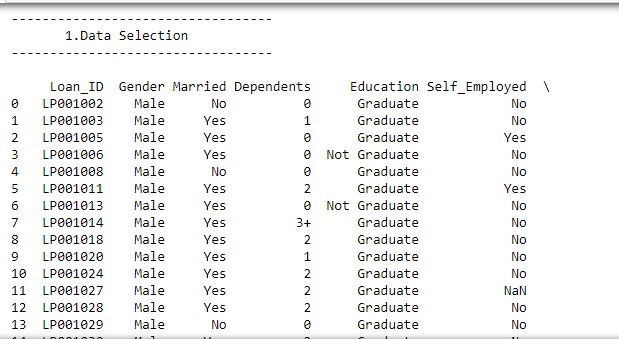 ----------------------------------
1.Data Selection
----------------------------------
Loan_ID Gender Married Dependents Education Self_Employed \
0 LP001002 Male No 0 Graduate No
1 LP001003 Male Yes 1 Graduate No
2 LP001005 Male Yes 0 Graduate Yes
3 LP001006 Male Yes 0 Not Graduate No
4 LP001008 Male No 0 Graduate No
5 LP001011 Male Yes 2 Graduate Yes
6 LP001013 Male Yes 0 Not Graduate No
7 LP001014 Male Yes 3+ Graduate No
8 LP001018 Male Yes 2 Graduate No
9 LP001020 Male Yes 1 Graduate No
10 LP001024 Male Yes 2 Graduate No
11 LP001027 Male Yes 2 Graduate NaN
12 LP001028 Male Yes 2 Graduate No
13 LP001029 Male No 0 Graduate No